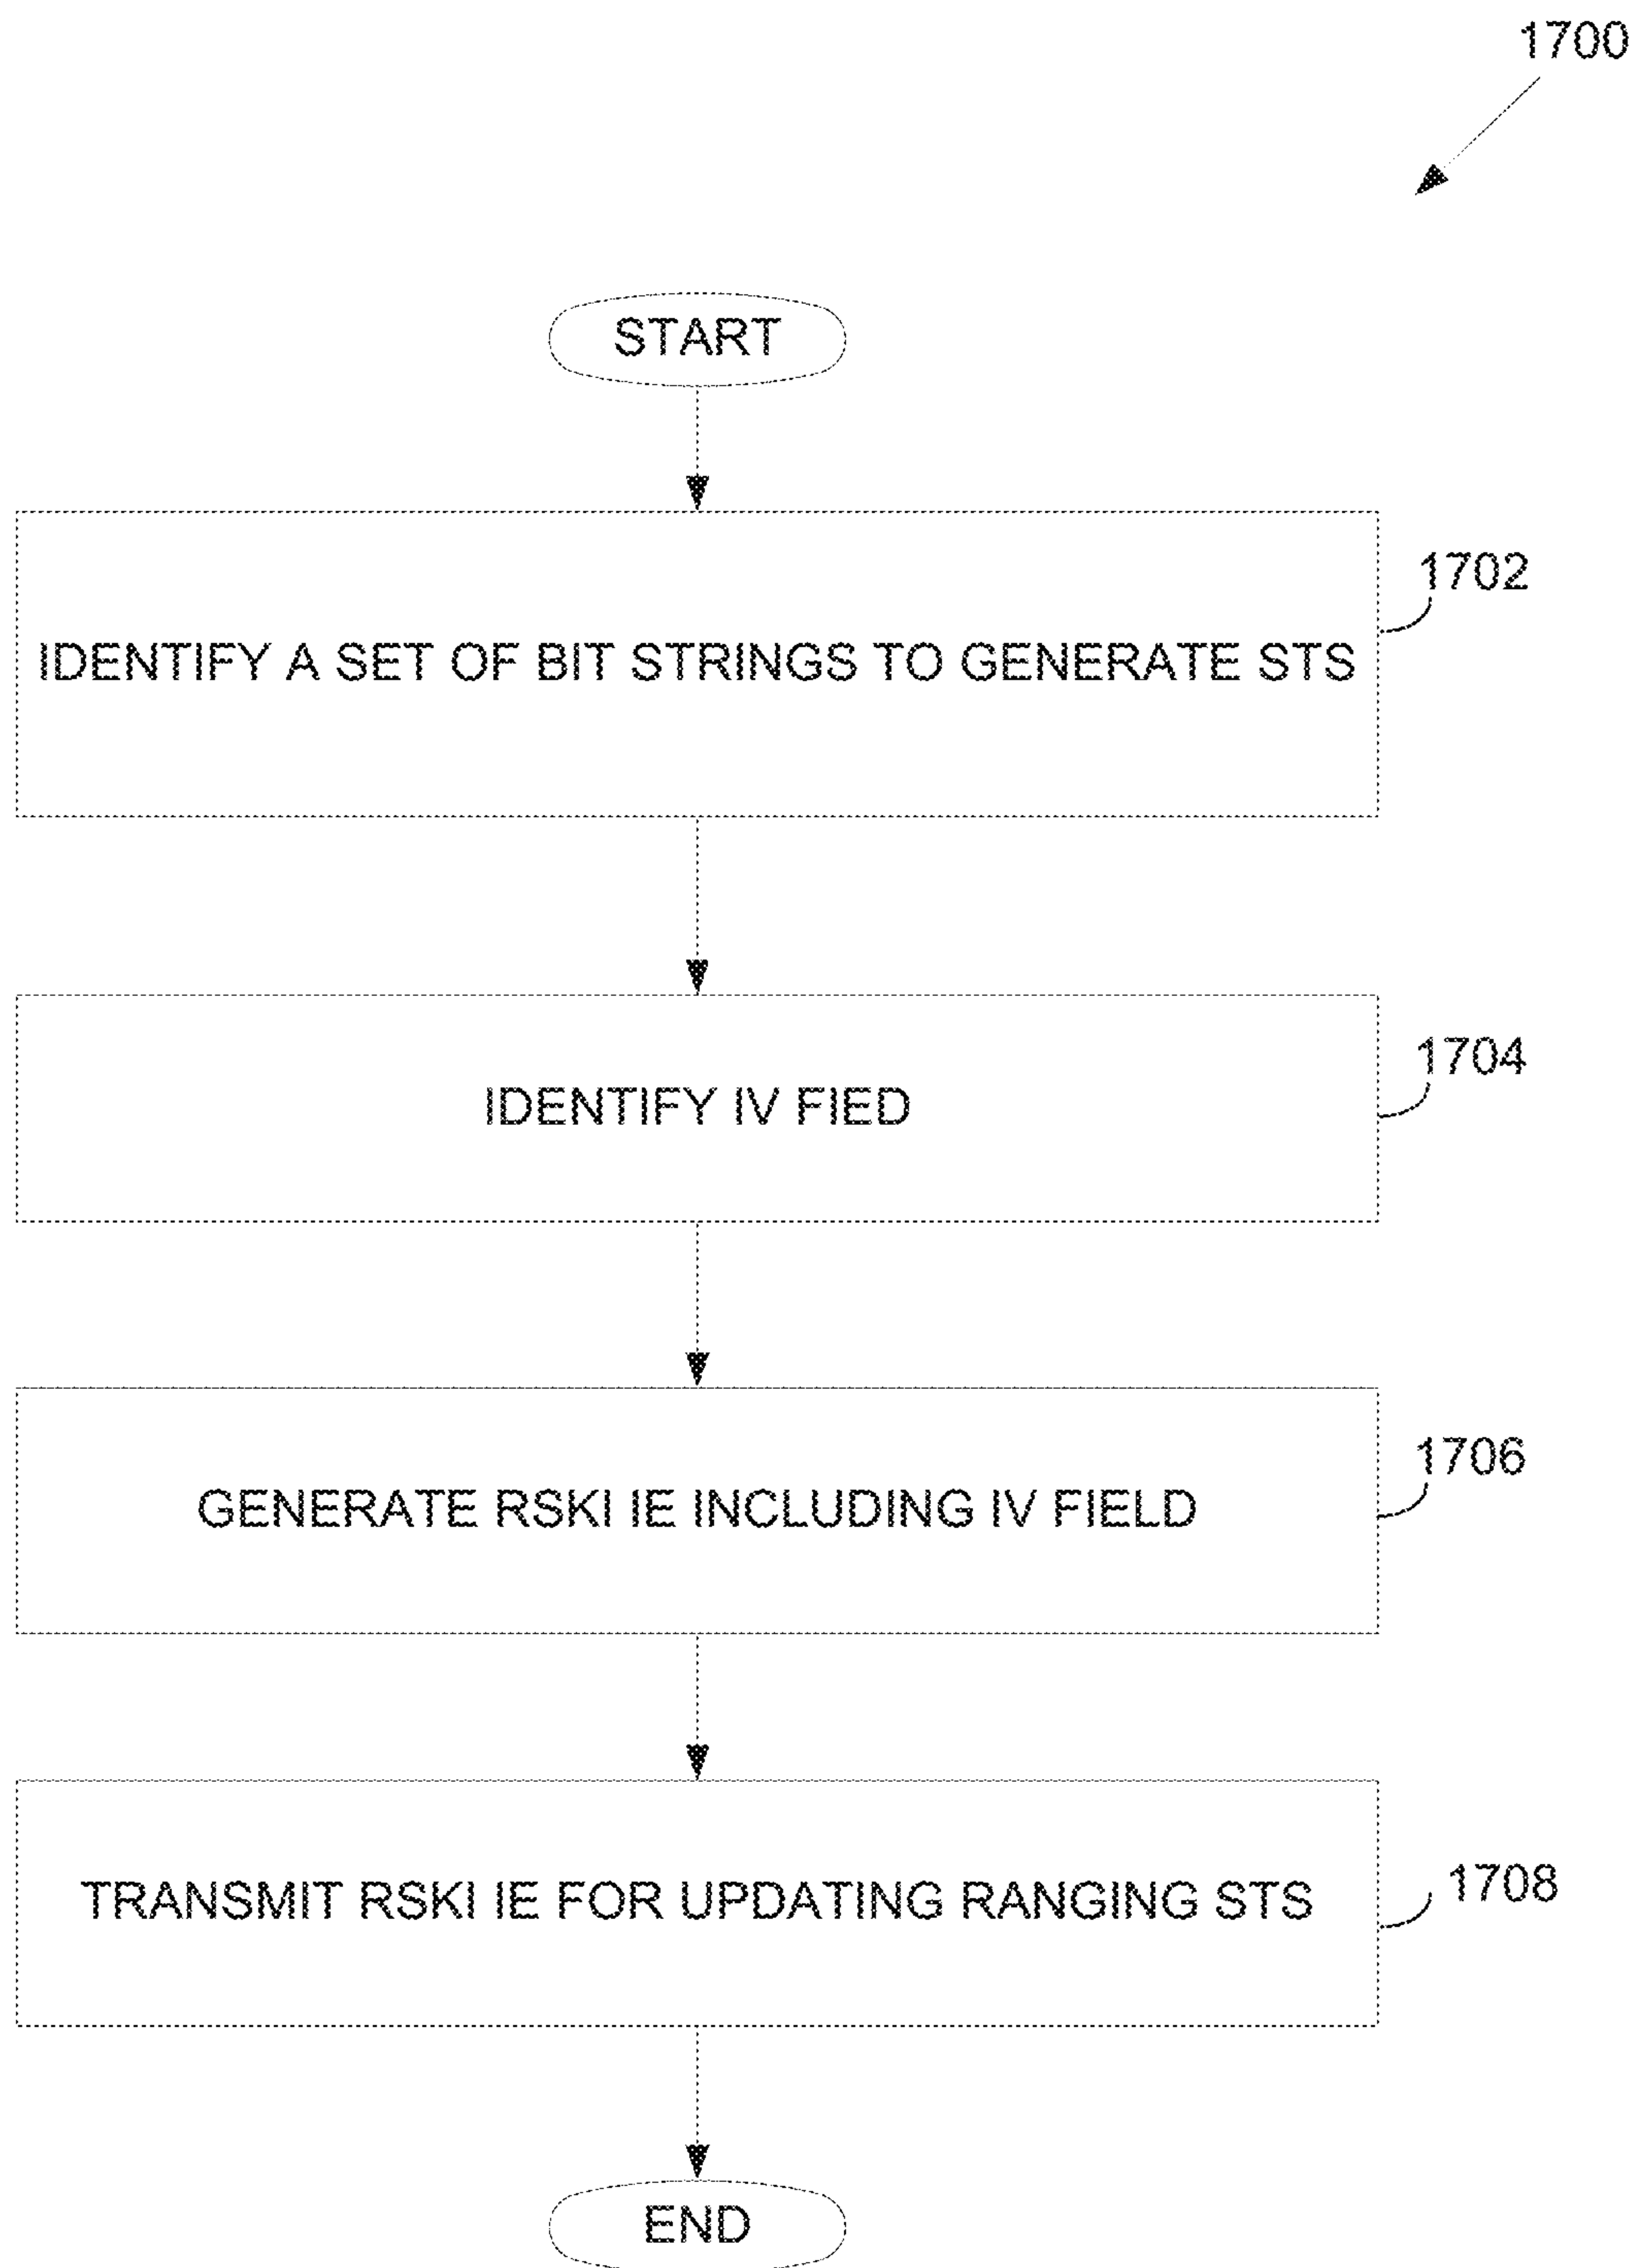 1700
START
1702
IDENTIFY A SET OF BIT STRINGS TO GENERATE STS
1704
IDENTIFY IV FIED
1706
GENERATE RSKI IE INCLUDING IV FIELD
1708
TRANSMIT RSKI IE FOR UPDATING RANGING STS
END